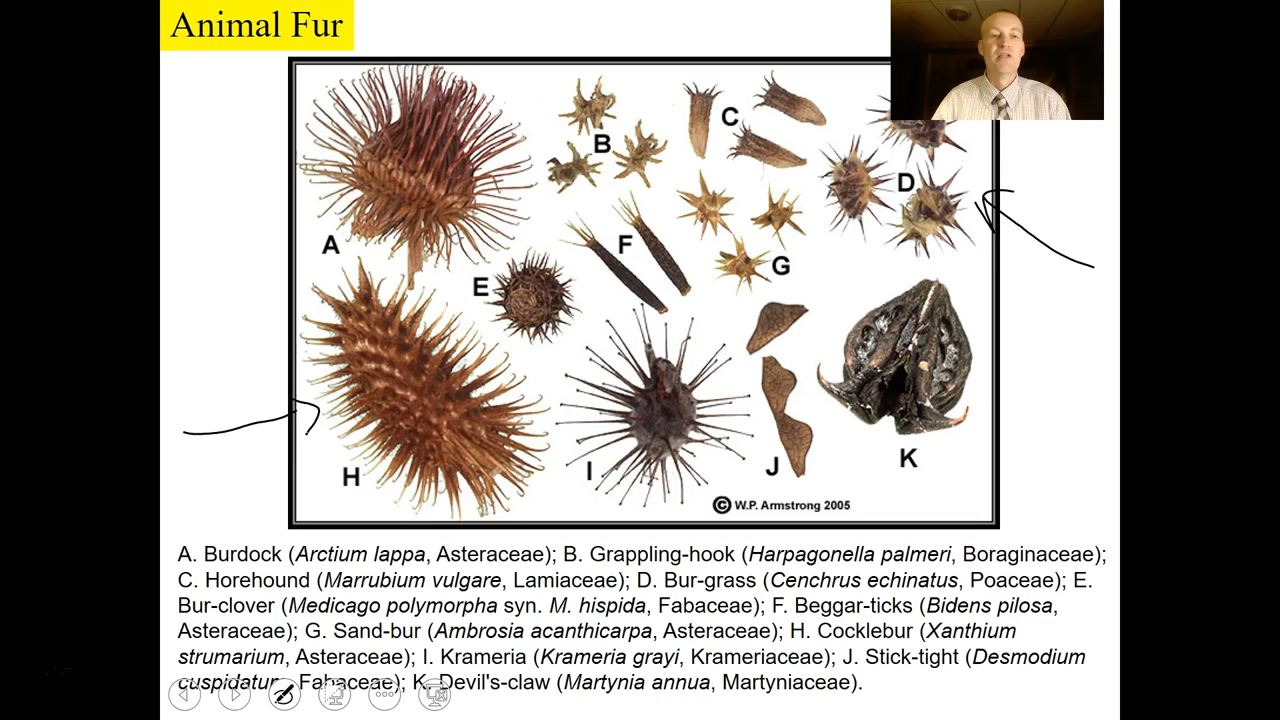 Animal Fur
A
B
C
D
E
F
G
H
I
J
K
© W.P. Armstrong 2005
A. Burdock (Arctium lappa, Asteraceae); B. Grappling-hook (Harpagonella palmeri, Boraginaceae);
C. Horehound (Marrubium vulgare, Lamiaceae); D. Bur-grass (Cenchrus echinatus, Poaceae); E.
Bur-clover (Medicago polymorpha syn. M. hispida, Fabaceae); F. Beggar-ticks (Bidens pilosa,
Asteraceae); G. Sand-bur (Ambrosia acanthicarpa, Asteraceae); H. Cocklebur (Xanthium
strumarium, Asteraceae); I. Krameria (Krameria grayi, Krameriaceae); J. Stick-tight (Desmodium
cuspidatum, Fabaceae); K. Devil's-claw (Martynia annua, Martyniaceae).